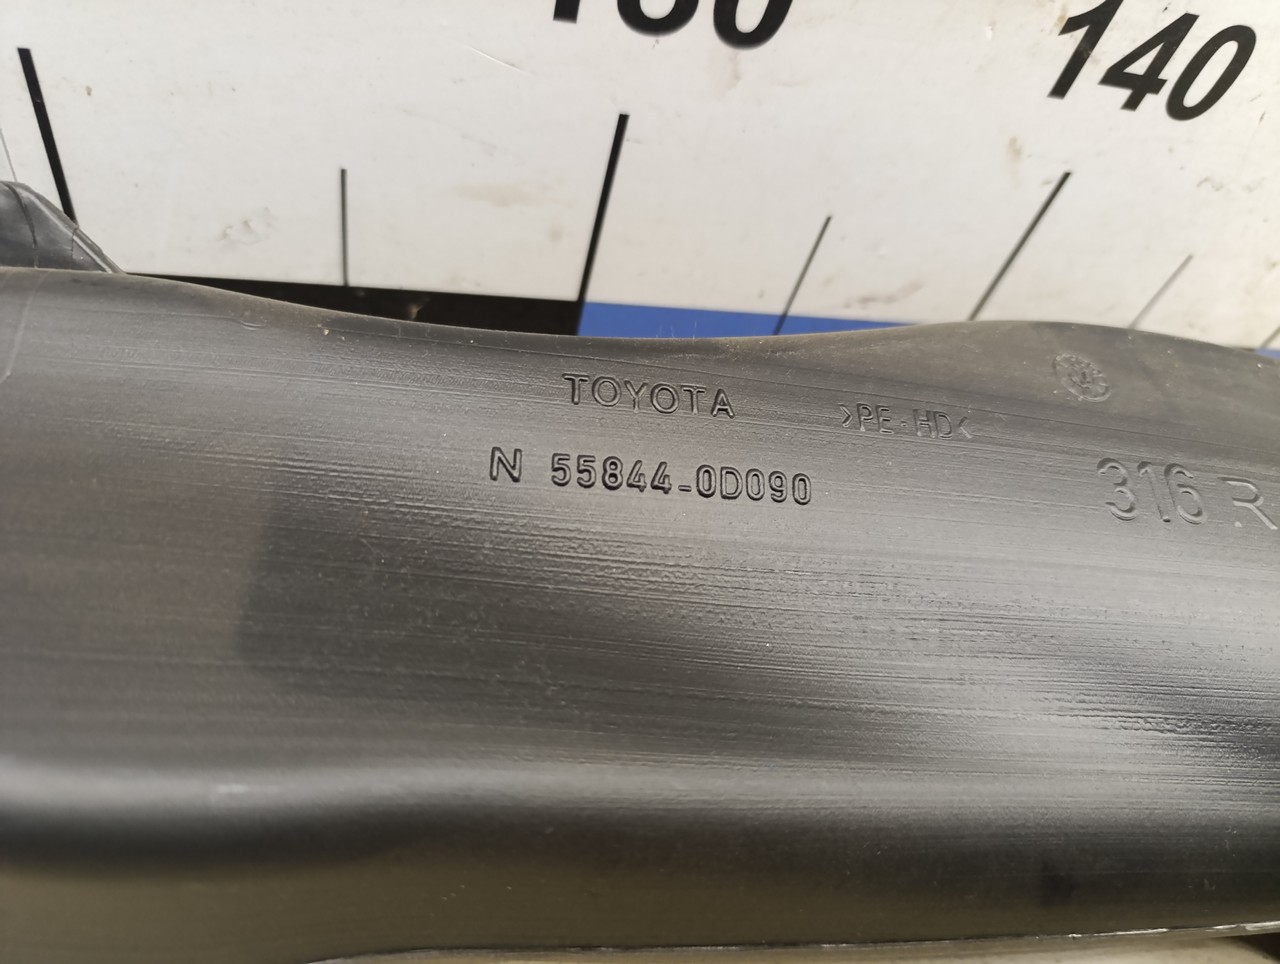 140
TOYOTA
>PE-HD<
N 55844-0D090
316 R